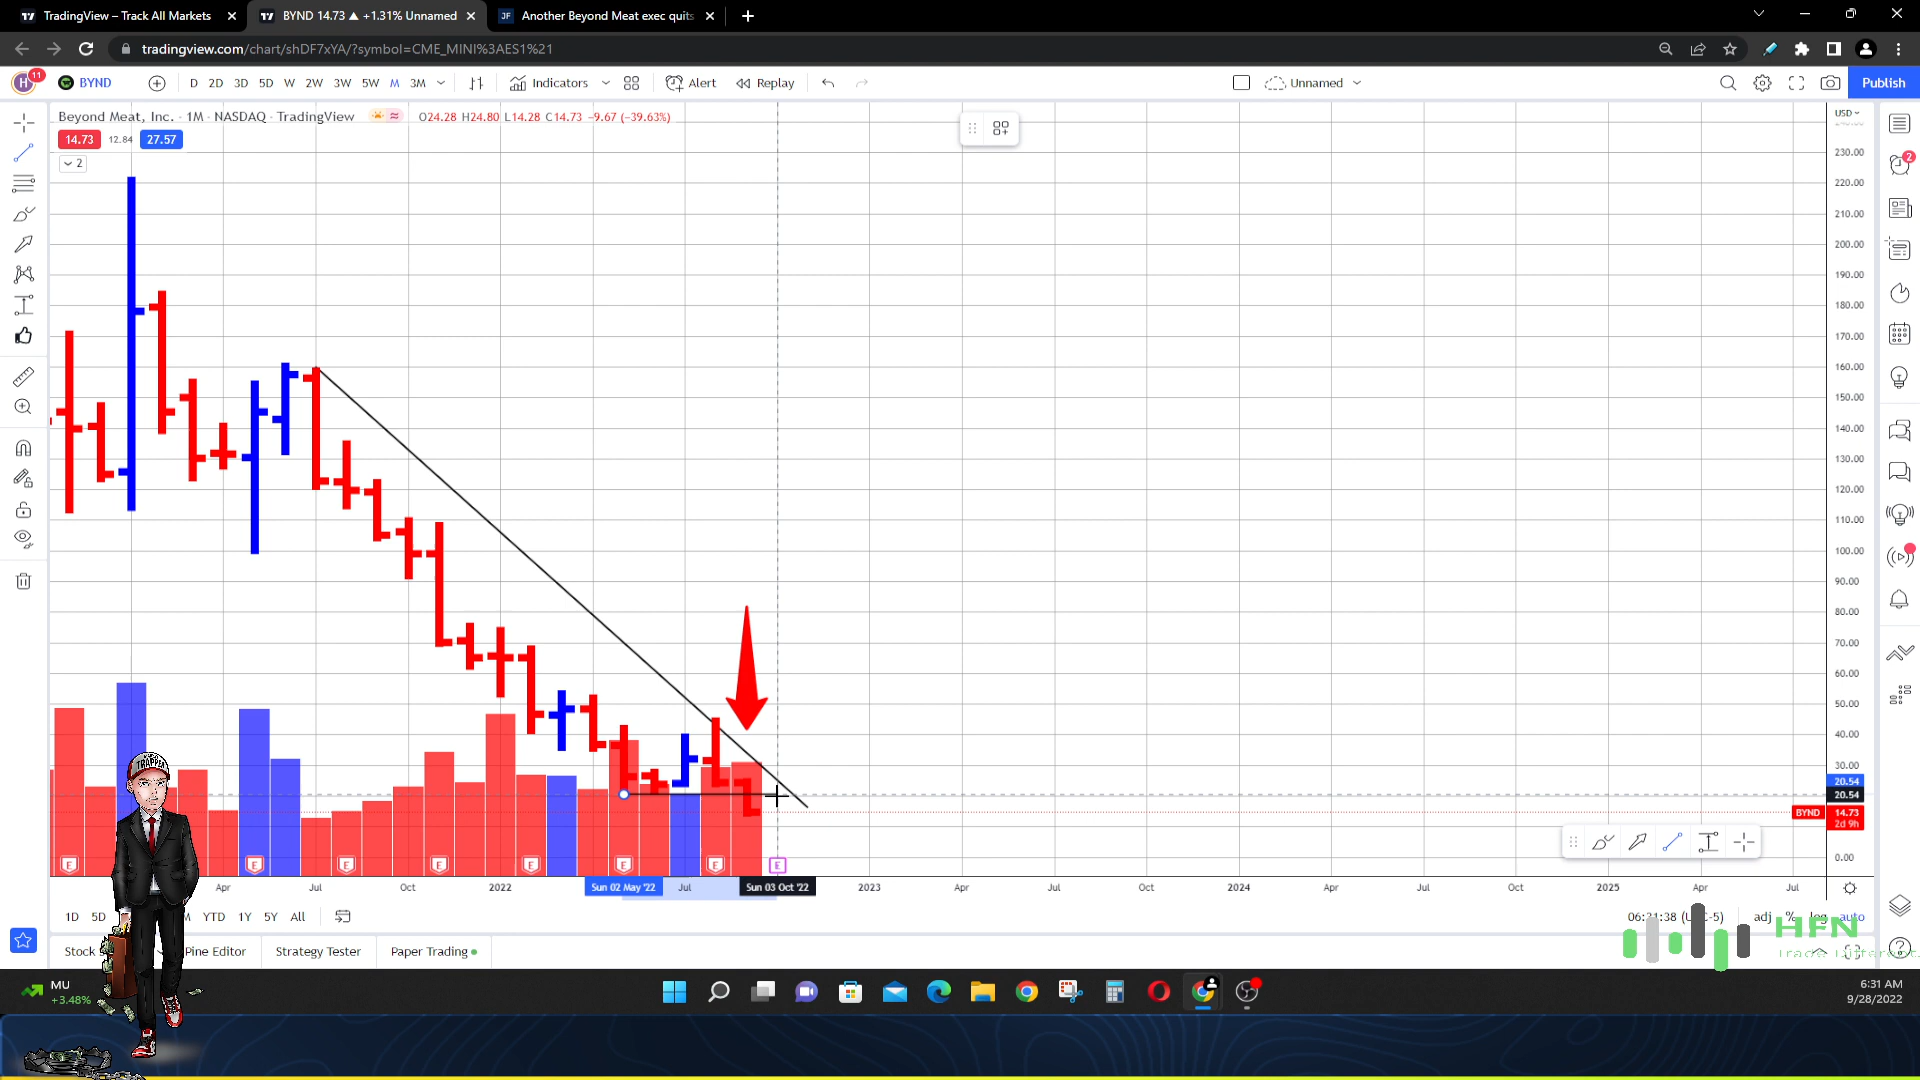 TradingView – Track All Markets
BYND 14.73 ▲ +1.31% Unnamed
JF Another Beyond Meat exec quits
tradingview.com/chart/shDF7xYA/?symbol=CME_MINI%3AES1%21
H 11 BYND D 2D 3D 5D W 2W 3W 5W M 3M Indicators Alert Replay Unnamed Publish
Beyond Meat, Inc. · 1M · NASDAQ · TradingView O24.28 H24.80 L14.28 C14.73 −9.67 (−39.63%)
14.73 12.84 27.57
2
USD
230.00
220.00
210.00
200.00
190.00
180.00
170.00
160.00
150.00
140.00
130.00
120.00
110.00
100.00
90.00
80.00
70.00
60.00
50.00
40.00
30.00
20.54
20.54
BYND 14.73
2d 9h
0.00
2
E E E E E E E E
Apr Jul Oct 2022 Sun 02 May '22 Jul Sun 03 Oct '22 2023 Apr Jul Oct 2024 Apr Jul Oct 2025 Apr Jul
1D 5D M YTD 1Y 5Y All
adj % log auto
Pine Editor Strategy Tester Paper Trading
Stock
TRAPPER
HFN
MU
+3.48%
6:31 AM
9/28/2022